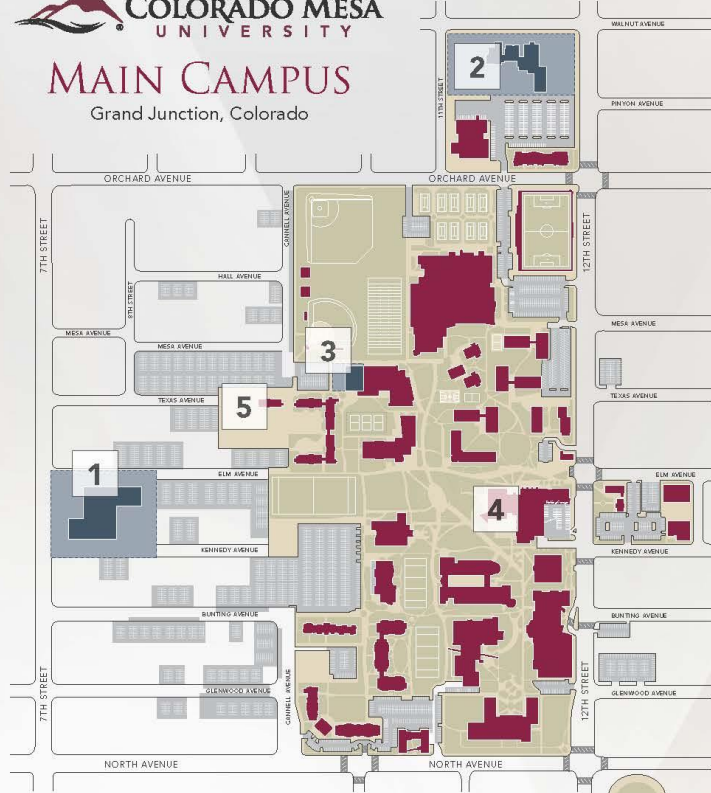 COLORADO MESA
UNIVERSITY
MAIN CAMPUS
Grand Junction, Colorado
WALNUT AVENUE
2
11TH STREET
PINYON AVENUE
ORCHARD AVENUE
ORCHARD AVENUE
7TH STREET
CANNELL AVENUE
12TH STREET
HALL AVENUE
8TH STREET
MESA AVENUE
MESA AVENUE
MESA AVENUE
3
TEXAS AVENUE
TEXAS AVENUE
5
1
ELM AVENUE
ELM AVENUE
4
KENNEDY AVENUE
KENNEDY AVENUE
BUNTING AVENUE
BUNTING AVENUE
7TH STREET
CANNELL AVENUE
12TH STREET
GLENWOOD AVENUE
GLENWOOD AVENUE
NORTH AVENUE
NORTH AVENUE